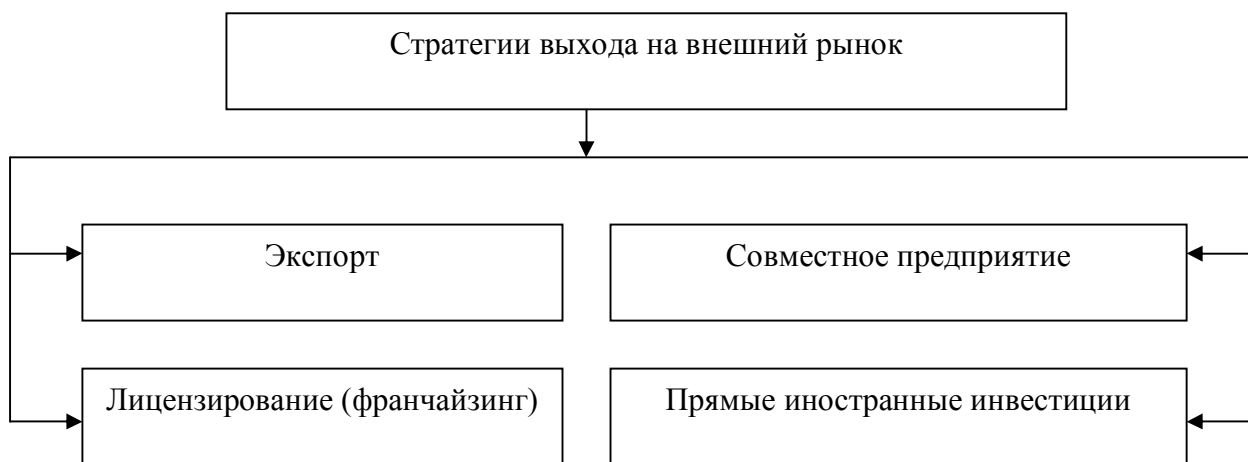 Стратегии выхода на внешний рынок
Экспорт
Совместное предприятие
Лицензирование (франчайзинг)
Прямые иностранные инвестиции